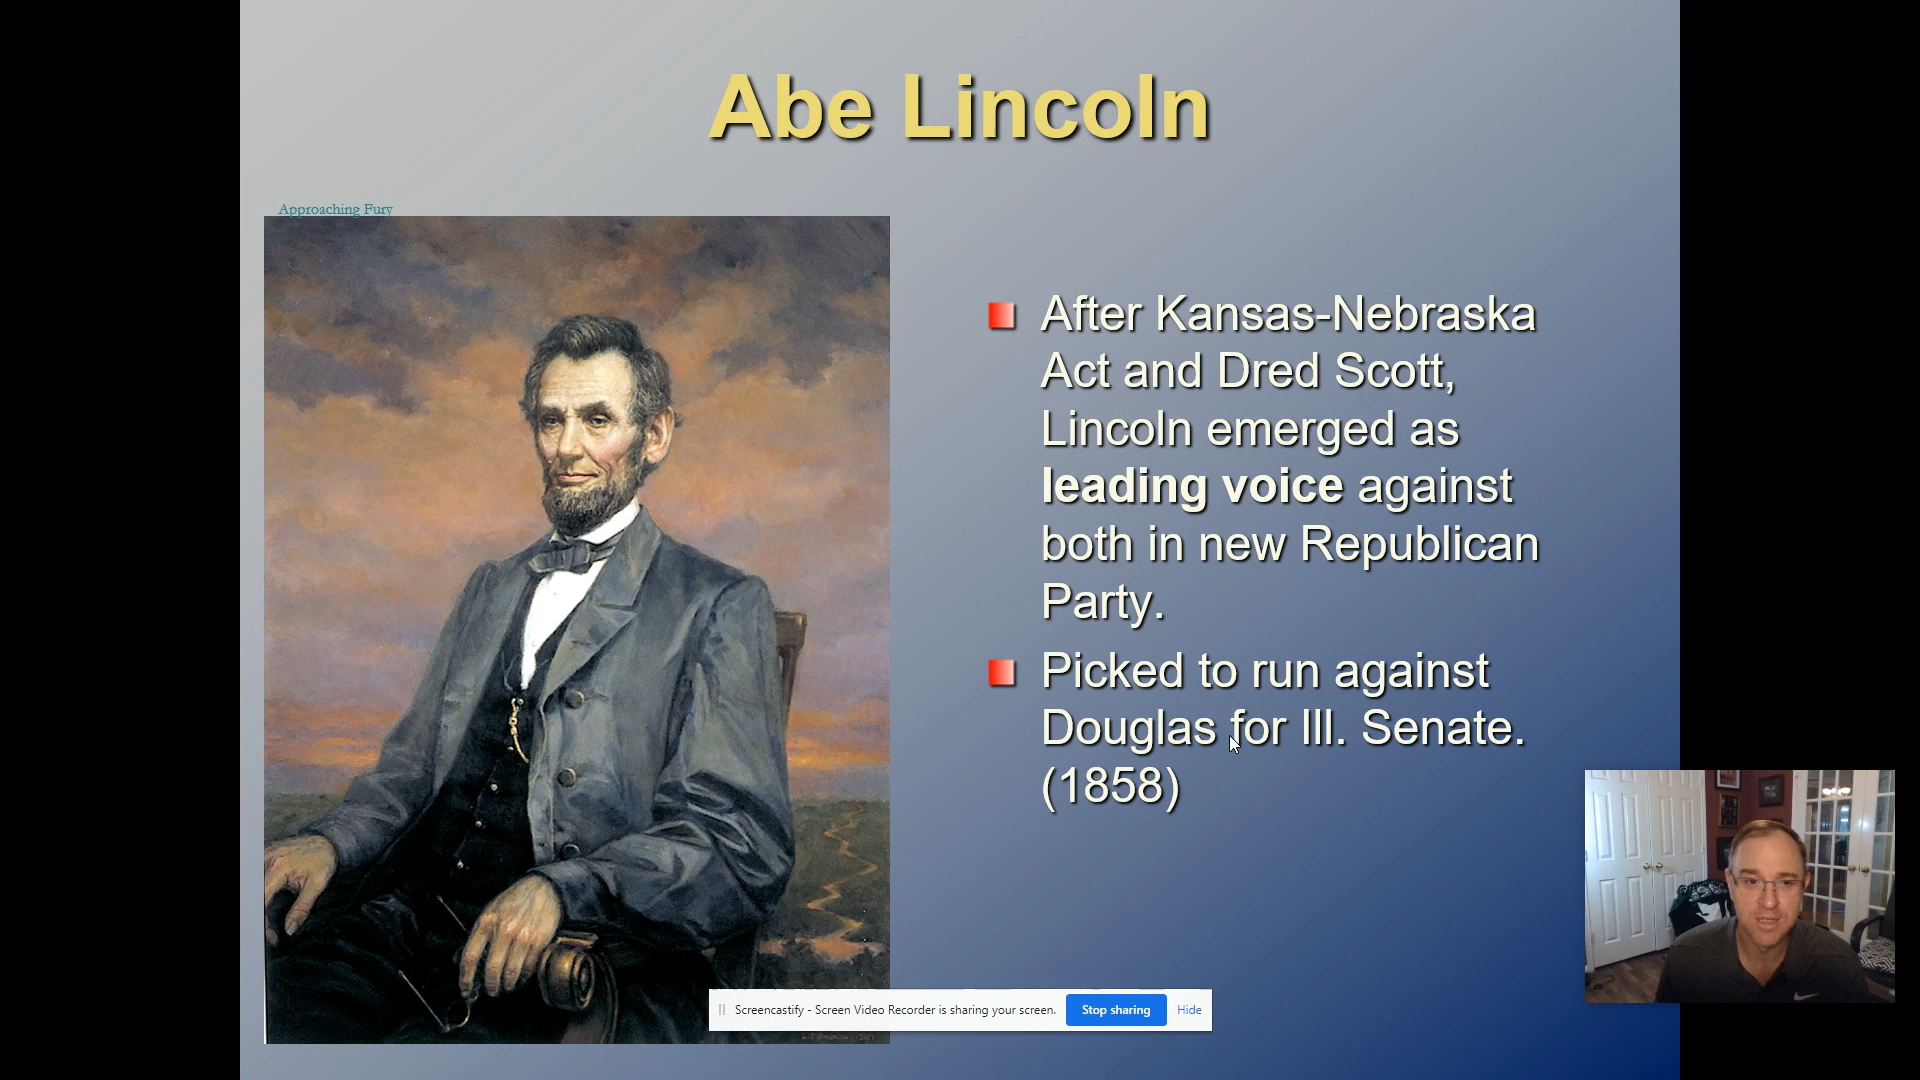 Abe Lincoln
Approaching Fury
After Kansas-Nebraska
Act and Dred Scott,
Lincoln emerged as
leading voice against
both in new Republican
Party.
Picked to run against
Douglas for Ill. Senate.
(1858)
Screencastify - Screen Video Recorder is sharing your screen.
Stop sharing
Hide